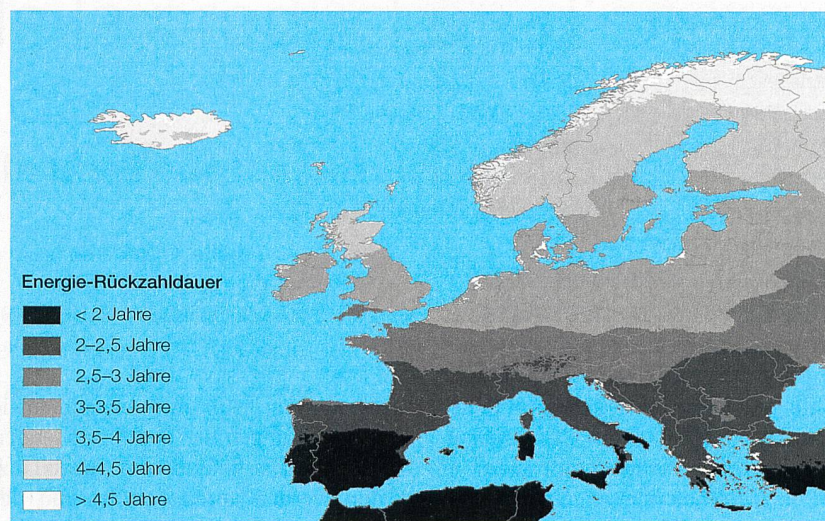 Energie-Rückzahldauer
< 2 Jahre
2–2,5 Jahre
2,5–3 Jahre
3–3,5 Jahre
3,5–4 Jahre
4–4,5 Jahre
> 4,5 Jahre